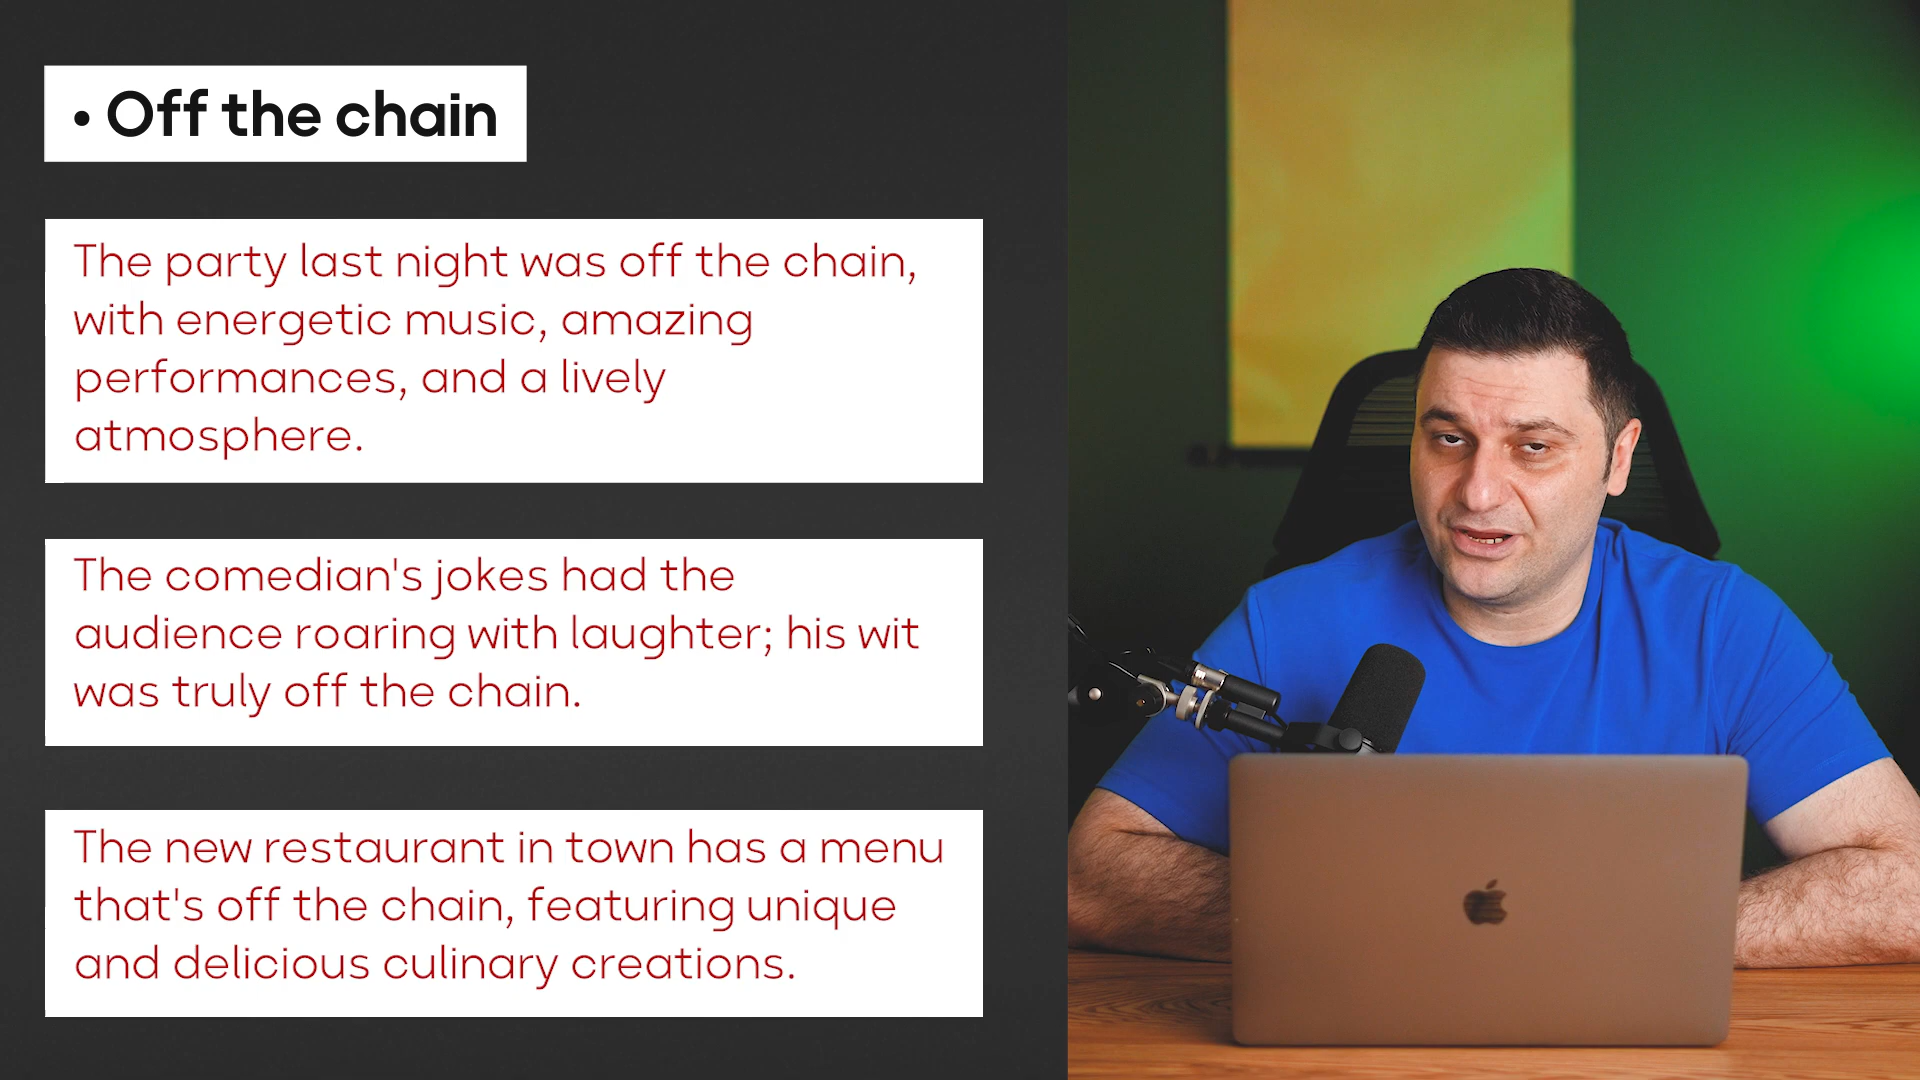 • Off the chain
The party last night was off the chain,
with energetic music, amazing
performances, and a lively
atmosphere.
The comedian's jokes had the
audience roaring with laughter; his wit
was truly off the chain.
The new restaurant in town has a menu
that's off the chain, featuring unique
and delicious culinary creations.